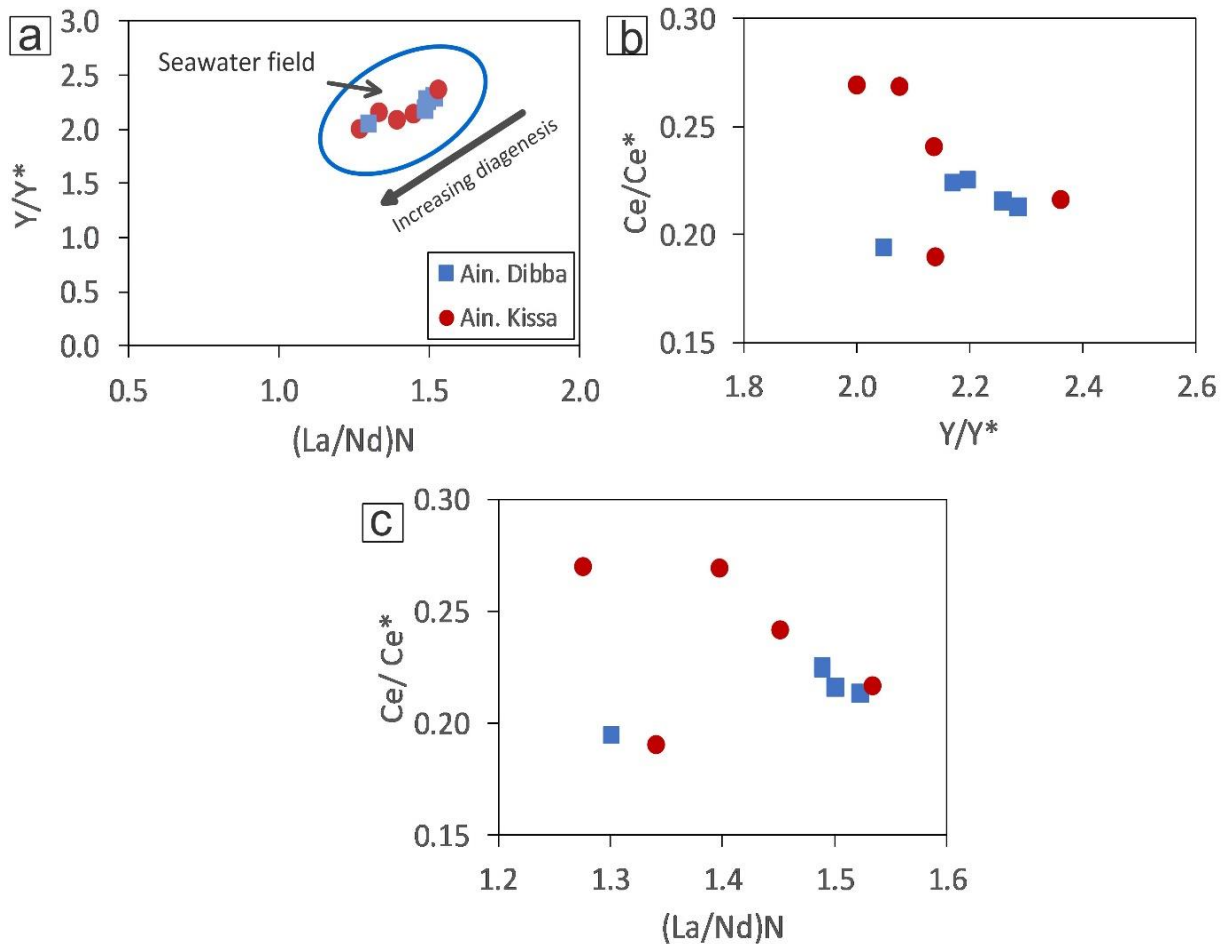 a
3.0
2.5
2.0
1.5
1.0
0.5
0.0
Y/Y*
Seawater field
Increasing diagenesis
Ain. Dibba
Ain. Kissa
0.5
1.0
1.5
2.0
(La/Nd)N
b
0.30
0.25
0.20
0.15
Ce/Ce*
1.8
2.0
2.2
2.4
2.6
Y/Y*
c
0.30
0.25
0.20
0.15
Ce/ Ce*
1.2
1.3
1.4
1.5
1.6
(La/Nd)N